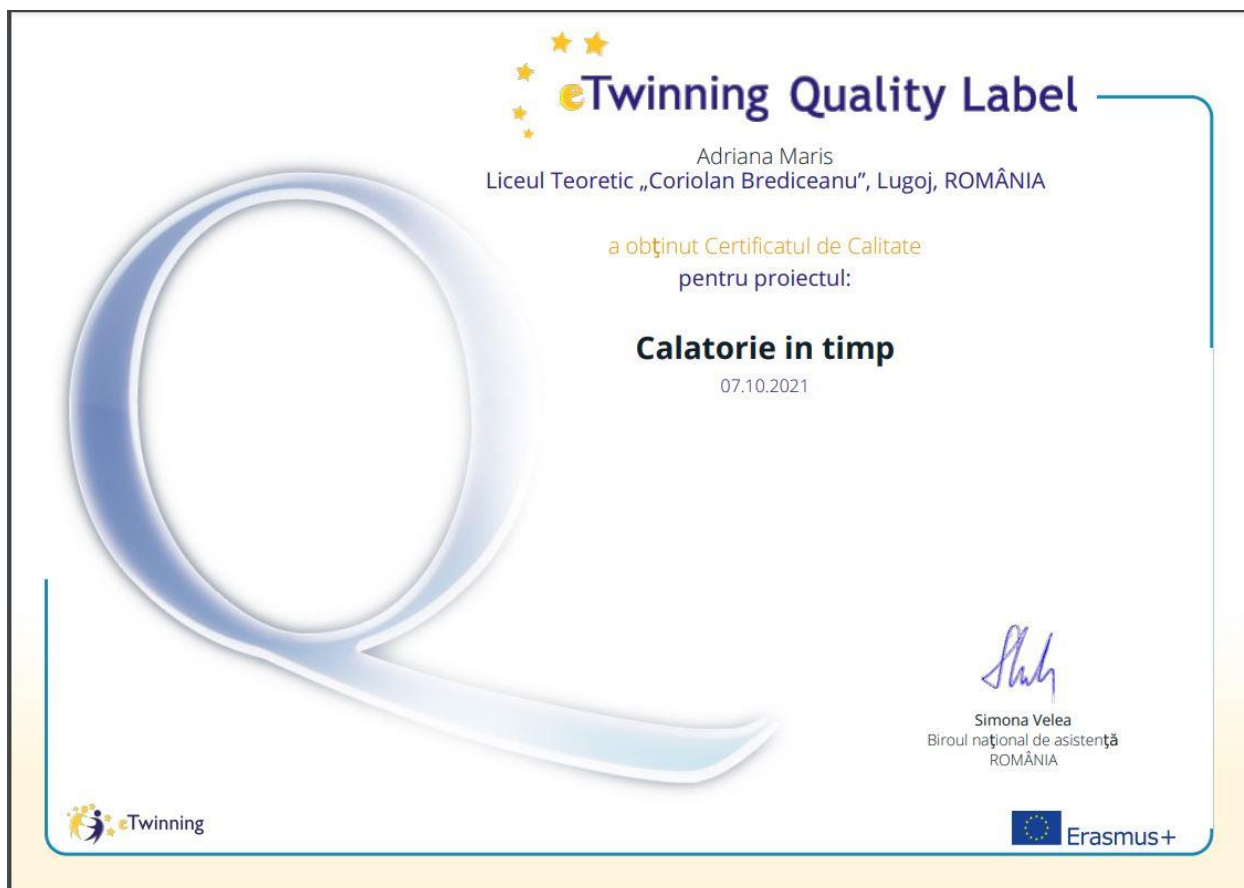 eTwinning Quality Label
Adriana Maris
Liceul Teoretic „Coriolan Brediceanu”, Lugoj, ROMÂNIA
a obţinut Certificatul de Calitate
pentru proiectul:
Calatorie in timp
07.10.2021
Simona Velea
Biroul naţional de asistenţă
ROMÂNIA
eTwinning
Erasmus+